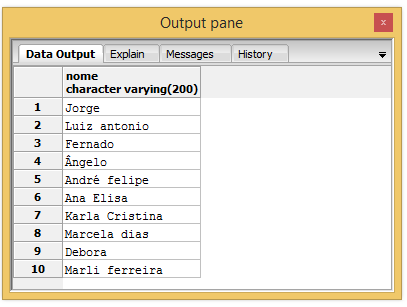 Output pane
x
Data Output Explain Messages History
nome
character varying(200)
1 Jorge
2 Luiz antonio
3 Fernado
4 Ângelo
5 André felipe
6 Ana Elisa
7 Karla Cristina
8 Marcela dias
9 Debora
10 Marli ferreira